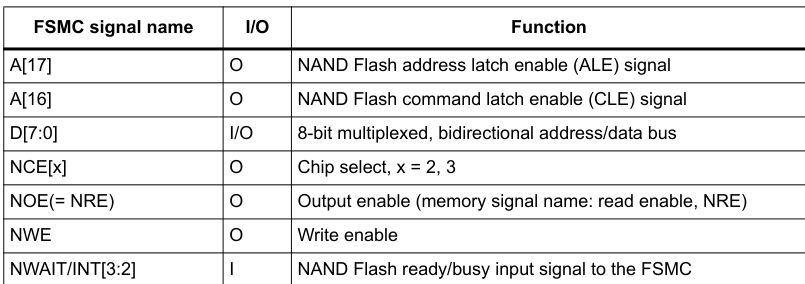 FSMC signal name I/O Function
A[17] O NAND Flash address latch enable (ALE) signal
A[16] O NAND Flash command latch enable (CLE) signal
D[7:0] I/O 8-bit multiplexed, bidirectional address/data bus
NCE[x] O Chip select, x = 2, 3
NOE(= NRE) O Output enable (memory signal name: read enable, NRE)
NWE O Write enable
NWAIT/INT[3:2] I NAND Flash ready/busy input signal to the FSMC